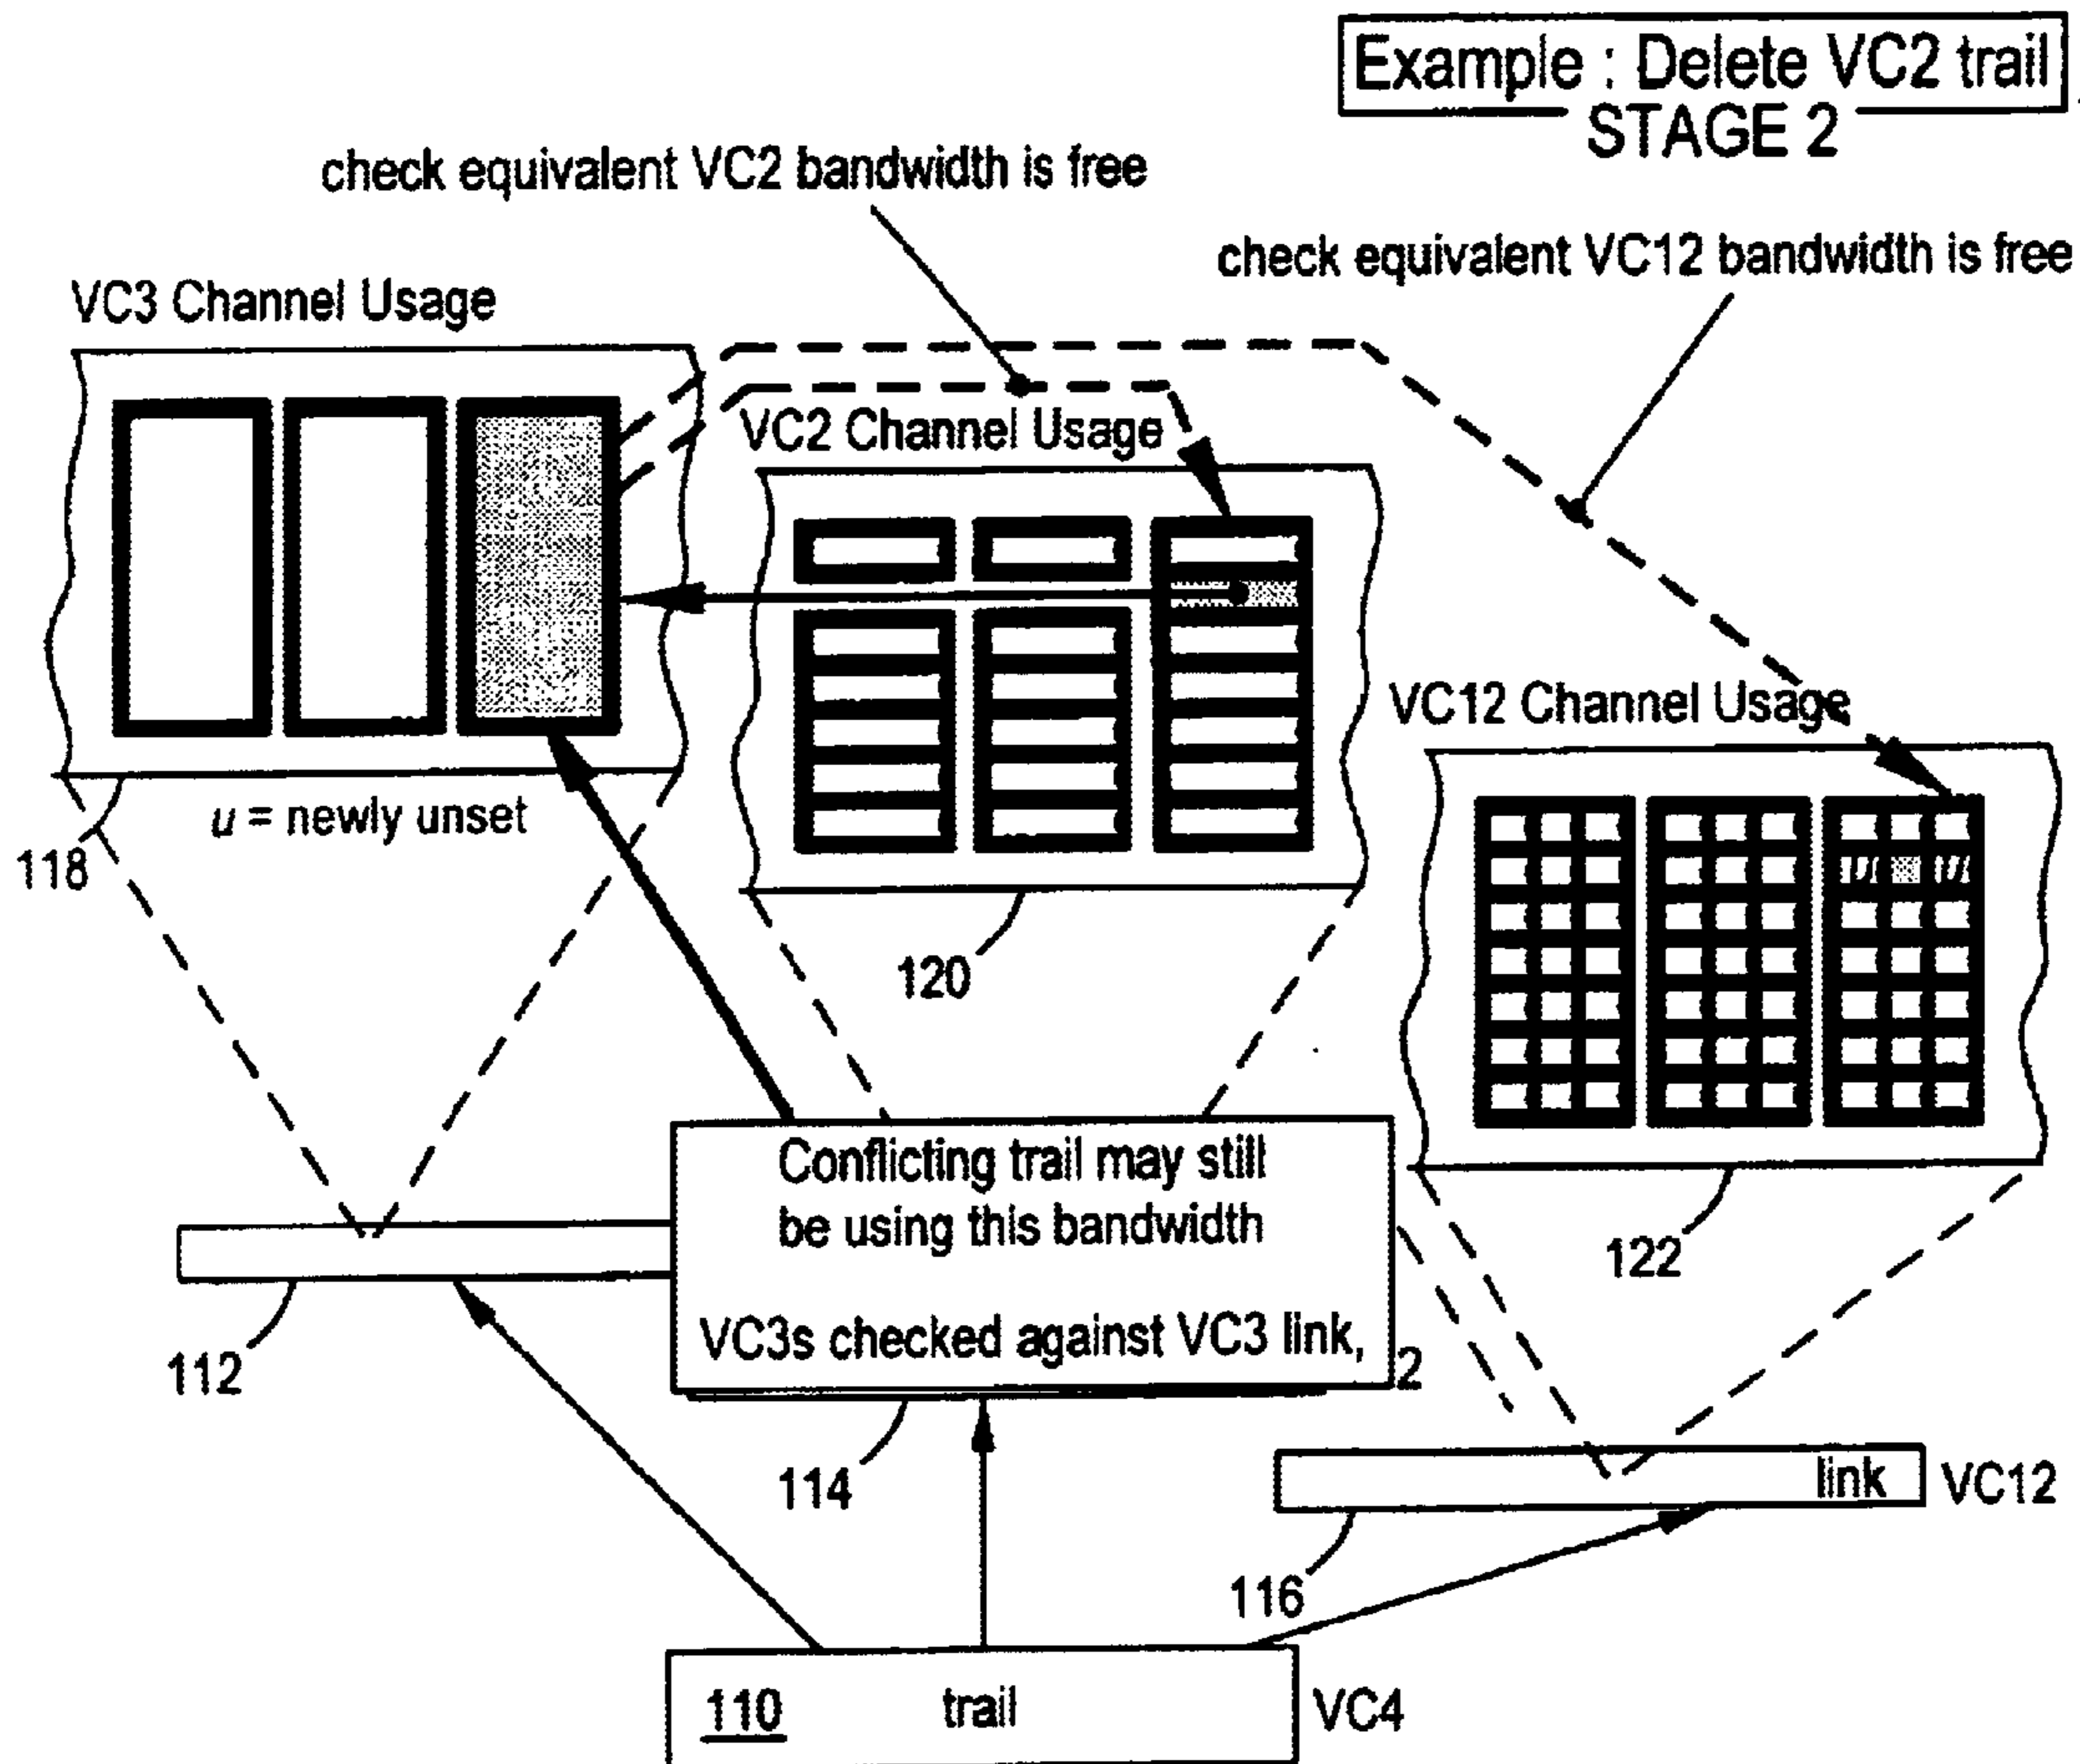 Example : Delete VC2 trail
STAGE 2
check equivalent VC2 bandwidth is free
check equivalent VC12 bandwidth is free
VC3 Channel Usage
VC2 Channel Usage
VC12 Channel Usage
u = newly unset
118
u u
120
122
Conflicting trail may still
be using this bandwidth
VC3s checked against VC3 link,
2
112
114
link VC12
116
110 trail VC4